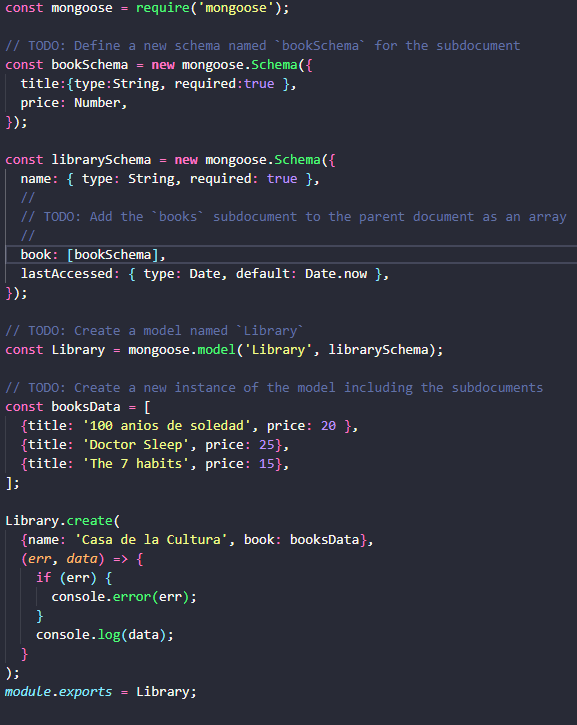 const mongoose = require('mongoose');
// TODO: Define a new schema named `bookSchema` for the subdocument
const bookSchema = new mongoose.Schema({
  title:{type:String, required:true },
  price: Number,
});
const librarySchema = new mongoose.Schema({
  name: { type: String, required: true },
  //
  // TODO: Add the `books` subdocument to the parent document as an array
  //
  book: [bookSchema],
  lastAccessed: { type: Date, default: Date.now },
});
// TODO: Create a model named `Library`
const Library = mongoose.model('Library', librarySchema);
// TODO: Create a new instance of the model including the subdocuments
const booksData = [
  {title: '100 anios de soledad', price: 20 },
  {title: 'Doctor Sleep', price: 25},
  {title: 'The 7 habits', price: 15},
];
Library.create(
  {name: 'Casa de la Cultura', book: booksData},
  (err, data) => {
    if (err) {
      console.error(err);
    }
    console.log(data);
  }
);
module.exports = Library;